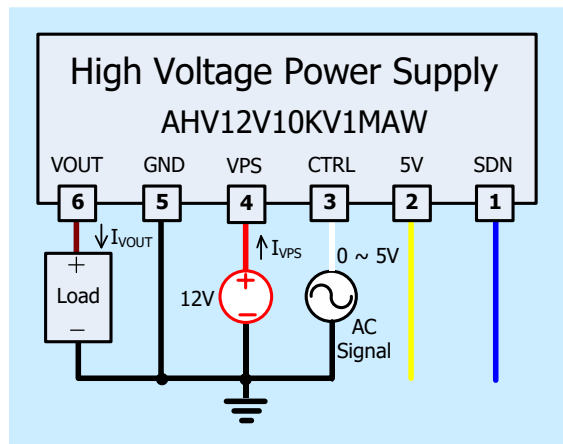 High Voltage Power Supply
AHV12V10KV1MAW
VOUT GND VPS CTRL 5V SDN
6 5 4 3 2 1
↓IVOUT ↑IVPS 0 ~ 5V
+ Load − 12V + − AC Signal